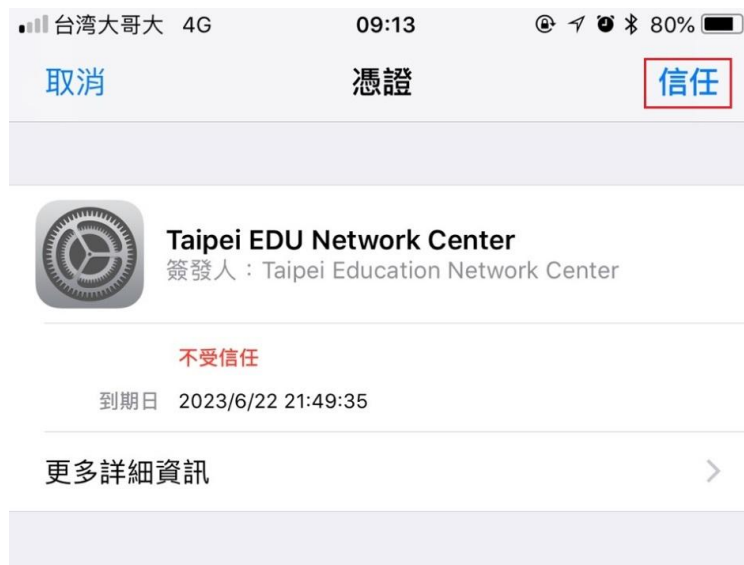 台湾大哥大 4G 09:13 80%
取消 憑證 信任
Taipei EDU Network Center
簽發人：Taipei Education Network Center
不受信任
到期日 2023/6/22 21:49:35
更多詳細資訊